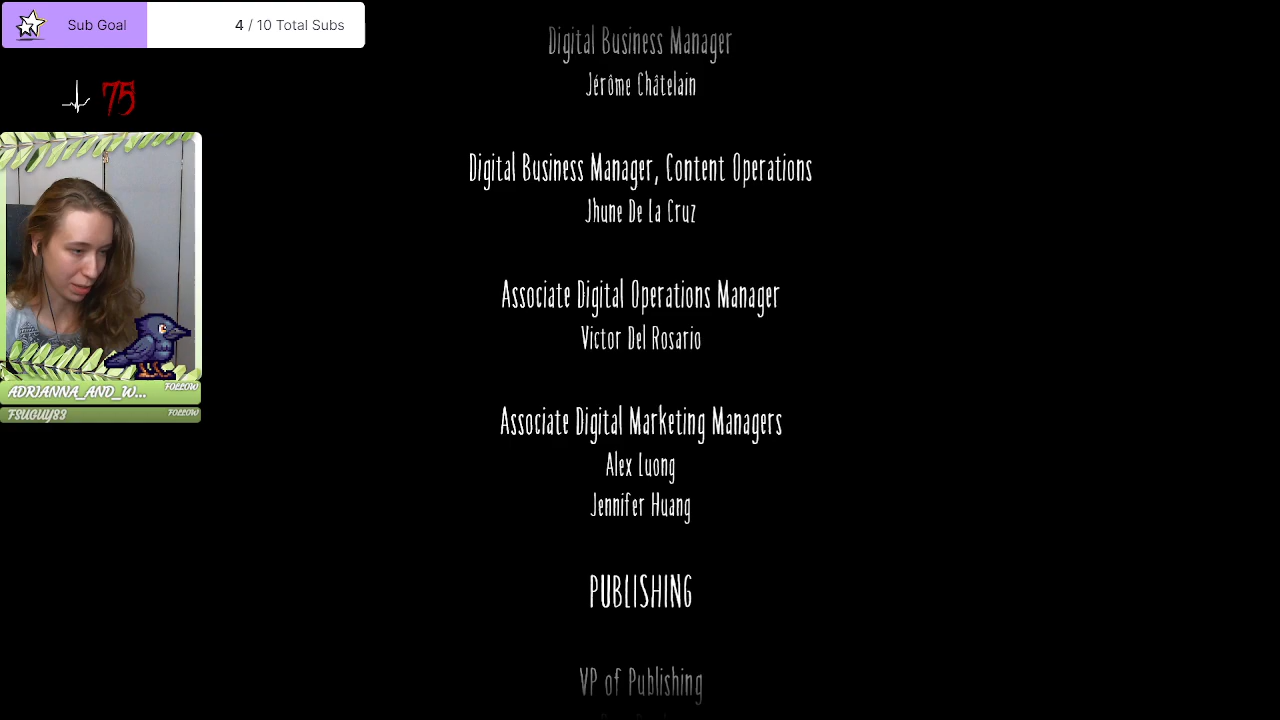 Sub Goal
4 / 10 Total Subs
75
ADRIANNA_AND_W...
FOLLOW
FSUGUY83
FOLLOW
Digital Business Manager
Jérôme Châtelain
Digital Business Manager, Content Operations
Jhune De La Cruz
Associate Digital Operations Manager
Victor Del Rosario
Associate Digital Marketing Managers
Alex Luong
Jennifer Huang
PUBLISHING
VP of Publishing